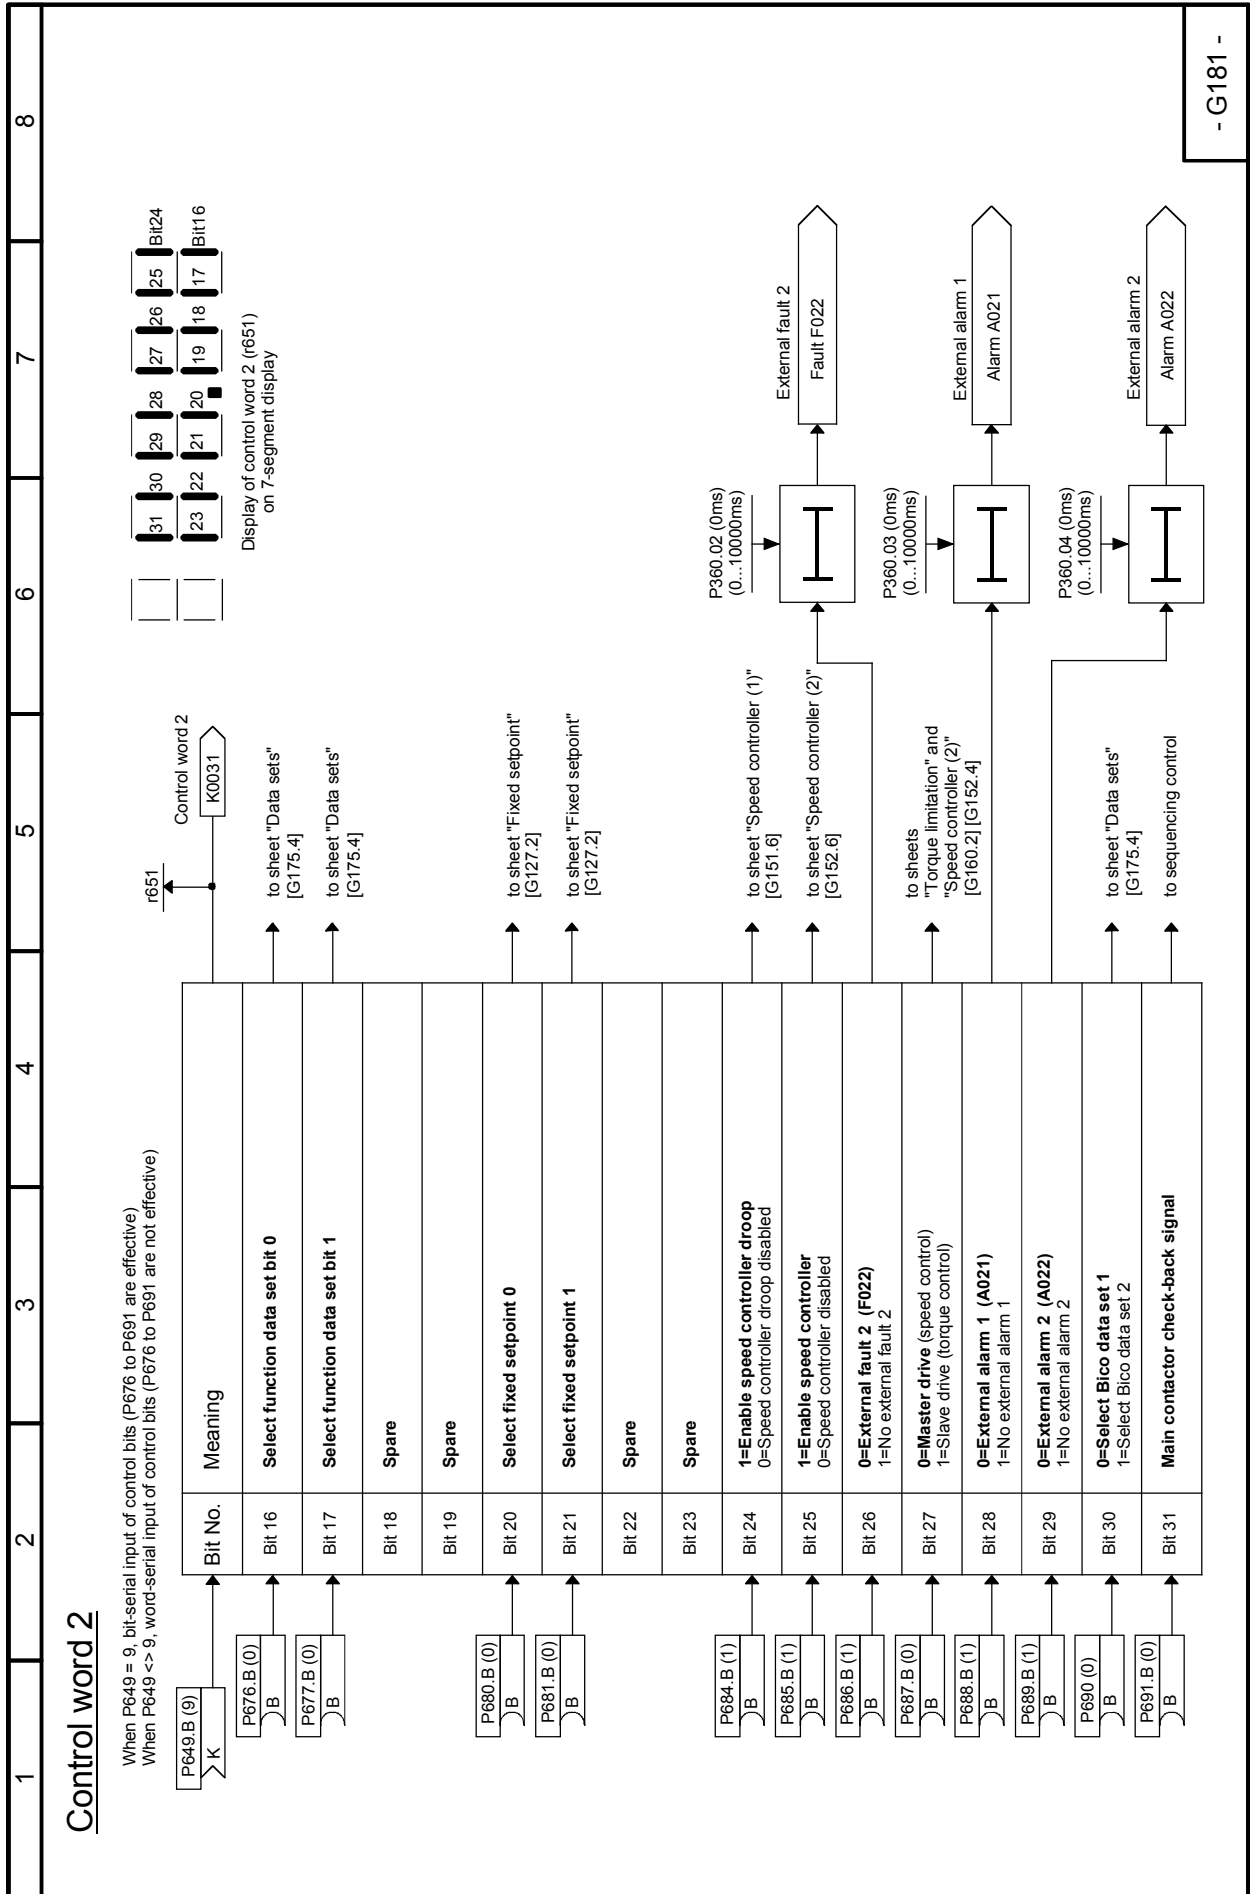 1 2 3 4 5 6 7 8
Control word 2
When P649 = 9, bit-serial input of control bits (P676 to P691 are effective)
When P649 <> 9, word-serial input of control bits (P676 to P691 are not effective)
P649.B (9)
K
Bit No. Meaning
r651
Control word 2
K0031
31 30 29 28 27 26 25 Bit24
23 22 21 20 19 18 17 Bit16
Display of control word 2 (r651)
on 7-segment display
P676.B (0)
B
Bit 16
Select function data set bit 0
to sheet "Data sets"
[G175.4]
P677.B (0)
B
Bit 17
Select function data set bit 1
to sheet "Data sets"
[G175.4]
Bit 18
Spare
Bit 19
Spare
P680.B (0)
B
Bit 20
Select fixed setpoint 0
to sheet "Fixed setpoint"
[G127.2]
P681.B (0)
B
Bit 21
Select fixed setpoint 1
to sheet "Fixed setpoint"
[G127.2]
Bit 22
Spare
Bit 23
Spare
P684.B (1)
B
Bit 24
1=Enable speed controller droop
0=Speed controller droop disabled
to sheet "Speed controller (1)"
[G151.6]
P685.B (1)
B
Bit 25
1=Enable speed controller
0=Speed controller disabled
to sheet "Speed controller (2)"
[G152.6]
P686.B (1)
B
Bit 26
0=External fault 2 (F022)
1=No external fault 2
P360.02 (0ms)
(0...10000ms)
External fault 2
Fault F022
P687.B (0)
B
Bit 27
0=Master drive (speed control)
1=Slave drive (torque control)
to sheets
"Torque limitation" and
"Speed controller (2)"
[G160.2] [G152.4]
P688.B (1)
B
Bit 28
0=External alarm 1 (A021)
1=No external alarm 1
P360.03 (0ms)
(0...10000ms)
External alarm 1
Alarm A021
P689.B (1)
B
Bit 29
0=External alarm 2 (A022)
1=No external alarm 2
P360.04 (0ms)
(0...10000ms)
External alarm 2
Alarm A022
P690 (0)
B
Bit 30
0=Select Bico data set 1
1=Select Bico data set 2
to sheet "Data sets"
[G175.4]
P691.B (0)
B
Bit 31
Main contactor check-back signal
to sequencing control
- G181 -